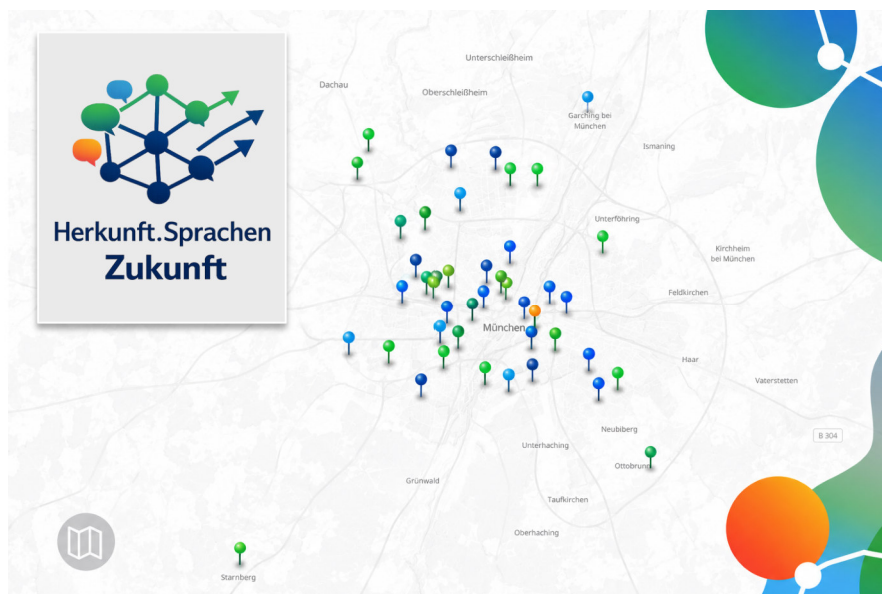 Herkunft.Sprachen
Zukunft
Unterschleißheim
Dachau
Oberschleißheim
Garching bei
München
Ismaning
Unterföhring
Kirchheim
bei München
Feldkirchen
München
Haar
Vaterstetten
Neubiberg
B 304
Unterhaching
Ottobrunn
Grünwald
Taufkirchen
Oberhaching
Starnberg